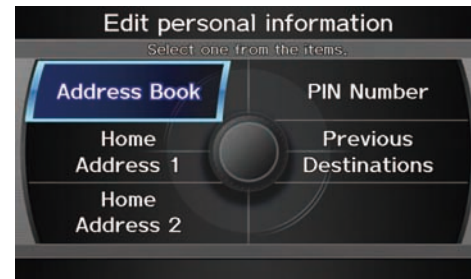 Edit personal information
Select one from the items.
Address Book
PIN Number
Home
Address 1
Previous
Destinations
Home
Address 2